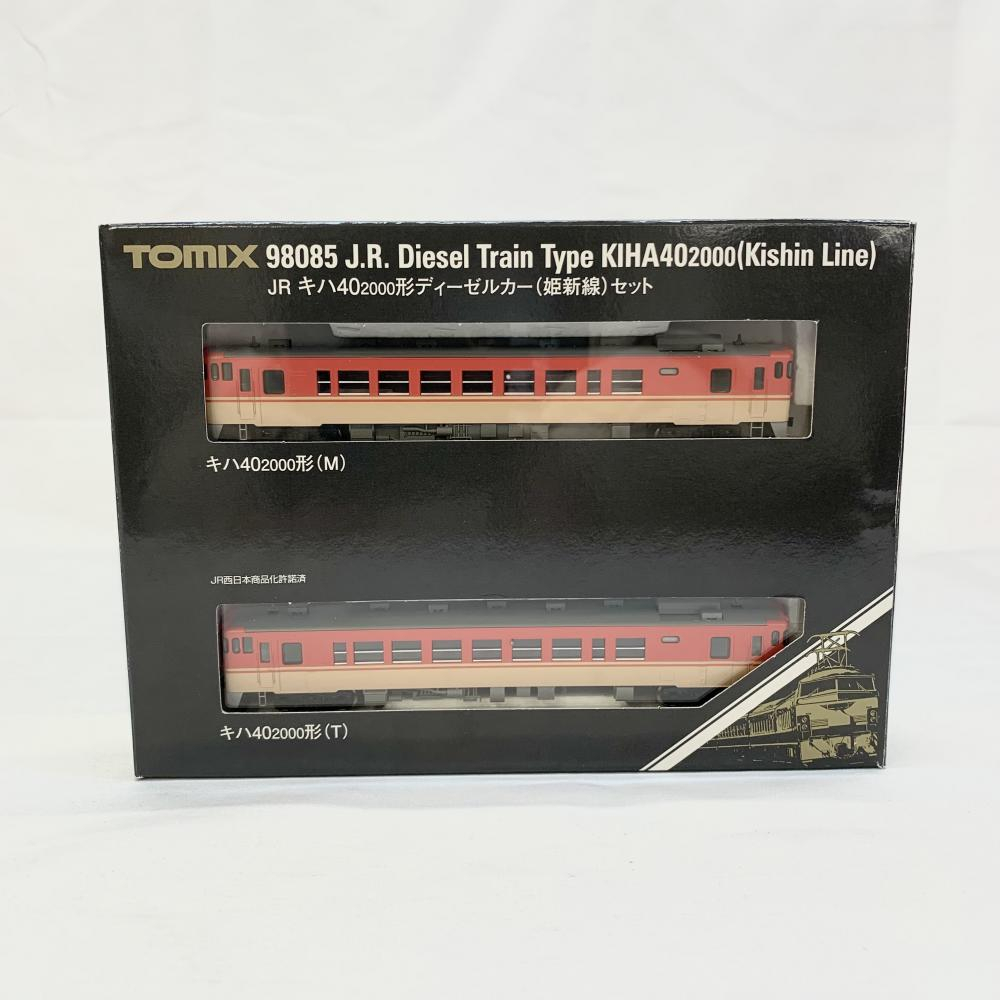 TOMIX 98085 J.R. Diesel Train Type KIHA402000(Kishin Line)
JR キハ402000形ディーゼルカー(姫新線)セット
キハ402000形(M)
JR西日本商品化許諾済
キハ402000形(T)